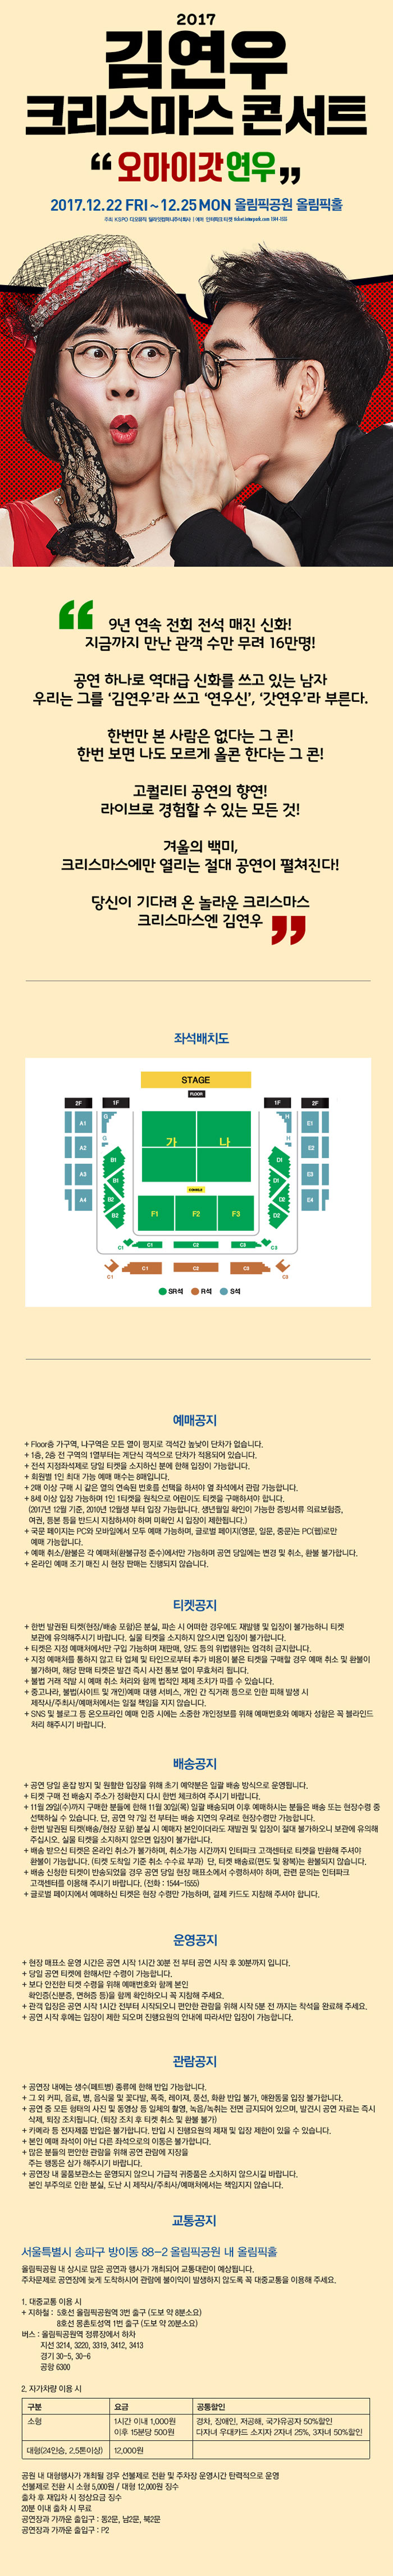 2017
김연우
크리스마스 콘서트
“오마이갓연우”
2017.12.22 FRI ~ 12.25 MON 올림픽공원 올림픽홀
9년 연속 전회 전석 매진 신화!
지금까지 만난 관객 수만 무려 16만명!
공연 하나로 역대급 신화를 쓰고 있는 남자
우리는 그를 ‘김연우’라 쓰고 ‘연우신’, ‘갓연우’라 부른다.
한번만 본 사람은 없다는 그 콘!
한번 보면 나도 모르게 올콘 한다는 그 콘!
고퀄리티 공연의 향연!
라이브로 경험할 수 있는 모든 것!
겨울의 백미,
크리스마스에만 열리는 절대 공연이 펼쳐진다!
당신이 기다려 온 놀라운 크리스마스
크리스마스엔 김연우
좌석배치도
STAGE
FLOOR
2F 1F 1F 2F
A1 G 가 나 H E1
A2 G H E2
B1 D1
A3 B1 CONSOLE D1 E3
A4 B2 F1 F2 F3 D2 E4
B2 D2
C1 C1 C2 C3 C3
C1 C1 C2 C3 C3
SR석 R석 S석
예매공지
+ Floor층 가구역, 나구역은 모든 열이 평지로 객석간 높낮이 단차가 없습니다.
+ 1층, 2층 전 구역의 1열부터는 계단식 객석으로 단차가 적용되어 있습니다.
+ 전석 지정좌석제로 당일 티켓을 소지하신 분에 한해 입장이 가능합니다.
+ 회원별 1인 최대 가능 예매 매수는 8매입니다.
+ 2매 이상 구매 시 같은 열의 연속된 번호를 선택을 하셔야 옆 좌석에서 관람 가능합니다.
+ 8세 이상 입장 가능하며 1인 1티켓을 원칙으로 어린이도 티켓을 구매하셔야 합니다.
(2017년 12월 기준, 2010년 12월생 부터 입장 가능합니다. 생년월일 확인이 가능한 증빙서류 의료보험증,
여권, 등본 등을 반드시 지참하셔야 하며 미확인 시 입장이 제한됩니다.)
+ 국문 페이지는 PC와 모바일에서 모두 예매 가능하며, 글로벌 페이지(영문, 일문, 중문)는 PC(웹)로만
예매 가능합니다.
+ 예매 취소/환불은 각 예매처(환불규정 준수)에서만 가능하며 공연 당일에는 변경 및 취소, 환불 불가합니다.
+ 온라인 예매 조기 매진 시 현장 판매는 진행되지 않습니다.
티켓공지
+ 한번 발권된 티켓(현장/배송 포함)은 분실, 파손 시 어떠한 경우에도 재발행 및 입장이 불가능하니 티켓
보관에 유의해주시기 바랍니다. 실물 티켓을 소지하지 않으시면 입장이 불가합니다.
+ 티켓은 지정 예매처에서만 구입 가능하며 재판매, 양도 등의 위법행위는 엄격히 금지합니다.
+ 지정 예매처를 통하지 않고 타 업체 및 타인으로부터 추가 비용이 붙은 티켓을 구매할 경우 예매 취소 및 환불이
불가하며, 해당 판매 티켓은 발견 즉시 사전 통보 없이 무효처리 됩니다.
+ 불법 거래 적발 시 예매 취소 처리와 함께 법적인 제제 조치가 따를 수 있습니다.
+ 중고나라, 불법(사이트 및 개인)예매 대행 서비스, 개인 간 직거래 등으로 인한 피해 발생 시
제작사/주최사/예매처에서는 일절 책임을 지지 않습니다.
+ SNS 및 블로그 등 온오프라인 예매 인증 시에는 소중한 개인정보를 위해 예매번호와 예매자 성함은 꼭 블라인드
처리 해주시기 바랍니다.
배송공지
+ 공연 당일 혼잡 방지 및 원활한 입장을 위해 초기 예약분은 일괄 배송 방식으로 운영됩니다.
+ 티켓 구매 전 배송지 주소가 정확한지 다시 한번 체크하여 주시기 바랍니다.
+ 11월 29일(수)까지 구매한 분들에 한해 11월 30일(목) 일괄 배송되며 이후 예매하시는 분들은 배송 또는 현장수령 중
선택하실 수 있습니다. 단, 공연 약 7일 전 부터는 배송 지연의 우려로 현장수령만 가능합니다.
+ 한번 발권된 티켓(배송/현장 포함) 분실 시 예매자 본인이더라도 재발권 및 입장이 절대 불가하오니 보관에 유의해
주십시오. 실물 티켓을 소지하지 않으면 입장이 불가합니다.
+ 배송 받으신 티켓은 온라인 취소가 불가하며, 취소가능 시간까지 인터파크 고객센터로 티켓을 반환해 주셔야
환불이 가능합니다. (티켓 도착일 기준 취소 수수료 부과) 단, 티켓 배송료(편도 및 왕복)는 환불되지 않습니다.
+ 배송 신청한 티켓이 반송되었을 경우 공연 당일 현장 매표소에서 수령하셔야 하며, 관련 문의는 인터파크
고객센터를 이용해 주시기 바랍니다. (전화 : 1544-1555)
+ 글로벌 페이지에서 예매하신 티켓은 현장 수령만 가능하며, 결제 카드도 지참해 주셔야 합니다.
운영공지
+ 현장 매표소 운영 시간은 공연 시작 1시간 30분 전 부터 공연 시작 후 30분까지 입니다.
+ 당일 공연 티켓에 한해서만 수령이 가능합니다.
+ 보다 안전한 티켓 수령을 위해 예매번호와 함께 본인
확인증(신분증, 면허증 등)을 함께 확인하오니 꼭 지참해 주세요.
+ 관객 입장은 공연 시작 1시간 전부터 시작되오니 편안한 관람을 위해 시작 5분 전 까지는 착석을 완료해 주세요.
+ 공연 시작 후에는 입장이 제한 되오며 진행요원의 안내에 따라서만 입장이 가능합니다.
관람공지
+ 공연장 내에는 생수(페트병) 종류에 한해 반입 가능합니다.
+ 그 외 커피, 음료, 병, 음식물 및 꽃다발, 폭죽, 레이져, 풍선, 화환 반입 불가, 애완동물 입장 불가합니다.
+ 공연 중 모든 형태의 사진 및 동영상 등 일체의 촬영, 녹음/녹취는 전면 금지되어 있으며, 발견시 공연 자료는 즉시
삭제, 퇴장 조치됩니다. (퇴장 조치 후 티켓 취소 및 환불 불가)
+ 카메라 등 전자제품 반입은 불가합니다. 반입 시 진행요원의 제재 및 입장 제한이 있을 수 있습니다.
+ 본인 예매 좌석이 아닌 다른 좌석으로의 이동은 불가합니다.
+ 많은 분들의 편안한 관람을 위해 공연 관람에 지장을
주는 행동은 삼가 해주시기 바랍니다.
+ 공연장 내 물품보관소는 운영되지 않으니 가급적 귀중품은 소지하지 않으시길 바랍니다.
본인 부주의로 인한 분실, 도난 시 제작사/주최사/예매처에서는 책임지지 않습니다.
교통공지
서울특별시 송파구 방이동 88-2 올림픽공원 내 올림픽홀
올림픽공원 내 상시로 많은 공연과 행사가 개최되어 교통대란이 예상됩니다.
주차문제로 공연장에 늦게 도착하시어 관람에 불이익이 발생하지 않도록 꼭 대중교통을 이용해 주세요.
1. 대중교통 이용 시
+ 지하철 : 5호선 올림픽공원역 3번 출구 (도보 약 8분소요)
8호선 몽촌토성역 1번 출구 (도보 약 20분소요)
버스 : 올림픽공원역 정류장에서 하차
지선 3214, 3220, 3319, 3412, 3413
경기 30-5, 30-6
공항 6300
2. 자가차량 이용 시
구분 요금 공통할인
소형 1시간 이내 1,000원 경차, 장애인, 저공해, 국가유공자 50%할인
이후 15분당 500원 다자녀 우대카드 소지자 2자녀 25%, 3자녀 50%할인
대형(24인승, 2.5톤이상) 12,000원
공원 내 대형행사가 개최될 경우 선불제로 전환 및 주차장 운영시간 탄력적으로 운영
선불제로 전환 시 소형 5,000원 / 대형 12,000원 징수
출차 후 재입차 시 정상요금 징수
20분 이내 출차 시 무료
공연장과 가까운 출입구 : 동2문, 남2문, 북2문
공연장과 가까운 출입구 : P2